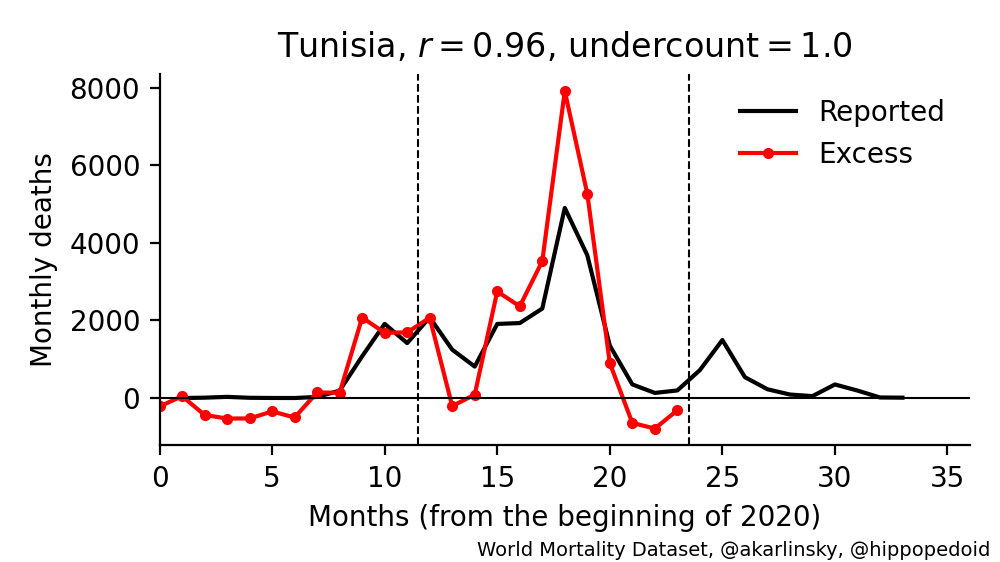 Tunisia, r = 0.96, undercount = 1.0
8000
6000
4000
2000
0
Monthly deaths
Reported
Excess
0 5 10 15 20 25 30 35
Months (from the beginning of 2020)
World Mortality Dataset, @akarlinsky, @hippopedoid